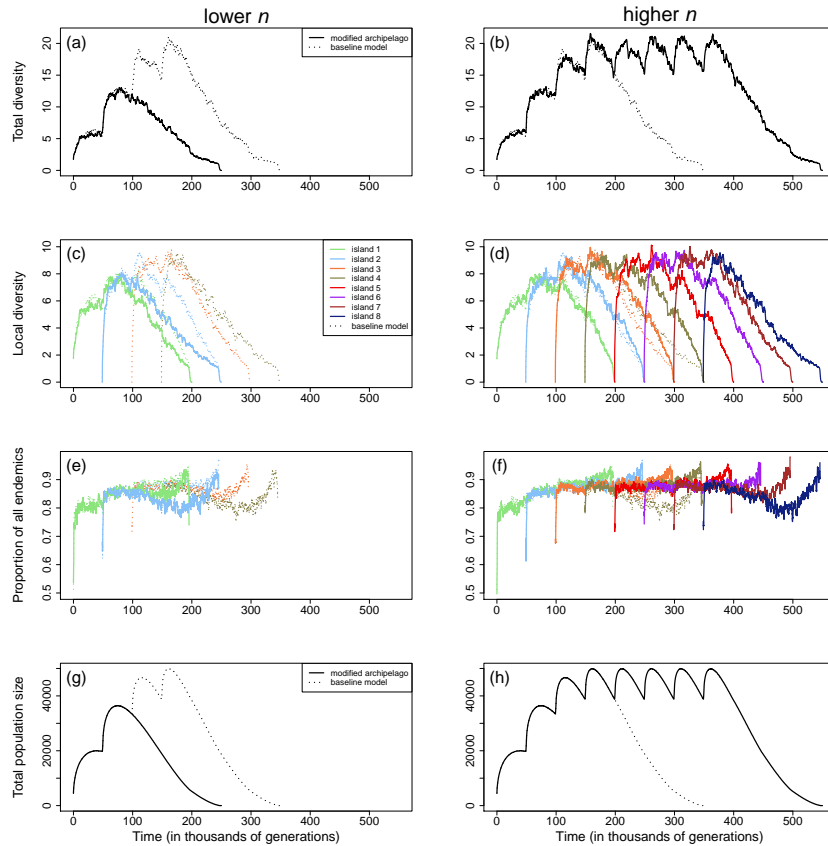 lower n
higher n
Total diversity
(a)
modified archipelago
baseline model
0 5 10 15 20
0 100 200 300 400 500
(b)
0 5 10 15 20
0 100 200 300 400 500
Local diversity
(c)
island 1
island 2
island 3
island 4
island 5
island 6
island 7
island 8
baseline model
0 2 4 6 8 10
0 100 200 300 400 500
(d)
0 2 4 6 8 10
0 100 200 300 400 500
Proportion of all endemics
(e)
0.5 0.6 0.7 0.8 0.9
0 100 200 300 400 500
(f)
0.5 0.6 0.7 0.8 0.9
0 100 200 300 400 500
Total population size
(g)
modified archipelago
baseline model
0 20000 40000
0 100 200 300 400 500
Time (in thousands of generations)
(h)
0 20000 40000
0 100 200 300 400 500
Time (in thousands of generations)